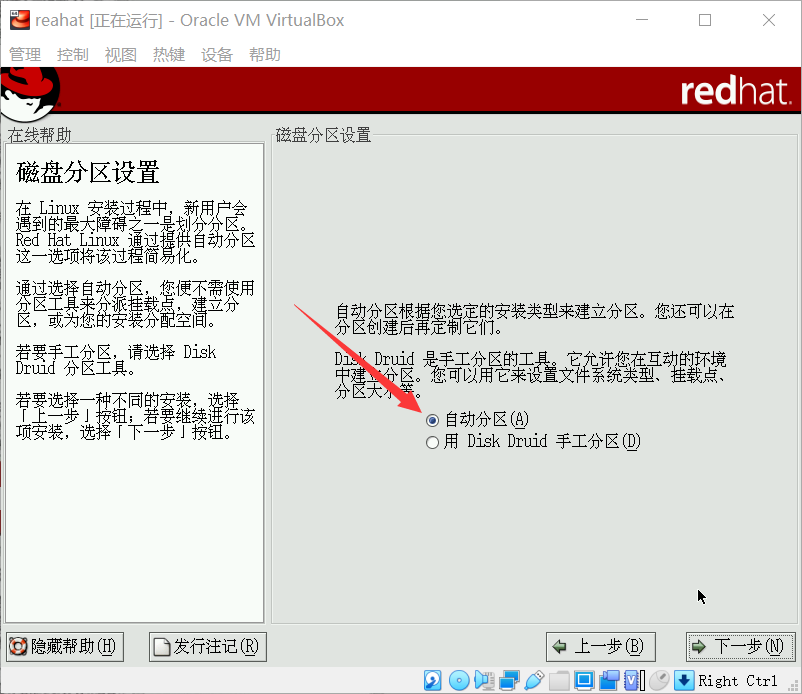 reahat [正在运行] - Oracle VM VirtualBox
管理 控制 视图 热键 设备 帮助
redhat.
在线帮助
磁盘分区设置
在 Linux 安装过程中，新用户会
遇到的最大障碍之一是划分分区。
Red Hat Linux 通过提供自动分区
这一选项将该过程简易化。
通过选择自动分区，您便不需使用
分区工具来分派挂载点，建立分
区，或为您的安装分配空间。
若要手工分区，请选择 Disk
Druid 分区工具。
若要选择一种不同的安装，选择
「上一步」按钮；若要继续进行该
项安装，选择「下一步」按钮。
磁盘分区设置
自动分区根据您选定的安装类型来建立分区。您还可以在
分区创建后再定制它们。
Disk Druid 是手工分区的工具。它允许您在互动的环境
中建立分区。您可以用它来设置文件系统类型、挂载点、
分区大小等。
自动分区(A)
用 Disk Druid 手工分区(D)
隐藏帮助(H)
发行注记(R)
上一步(B)
下一步(N)
Right Ctrl